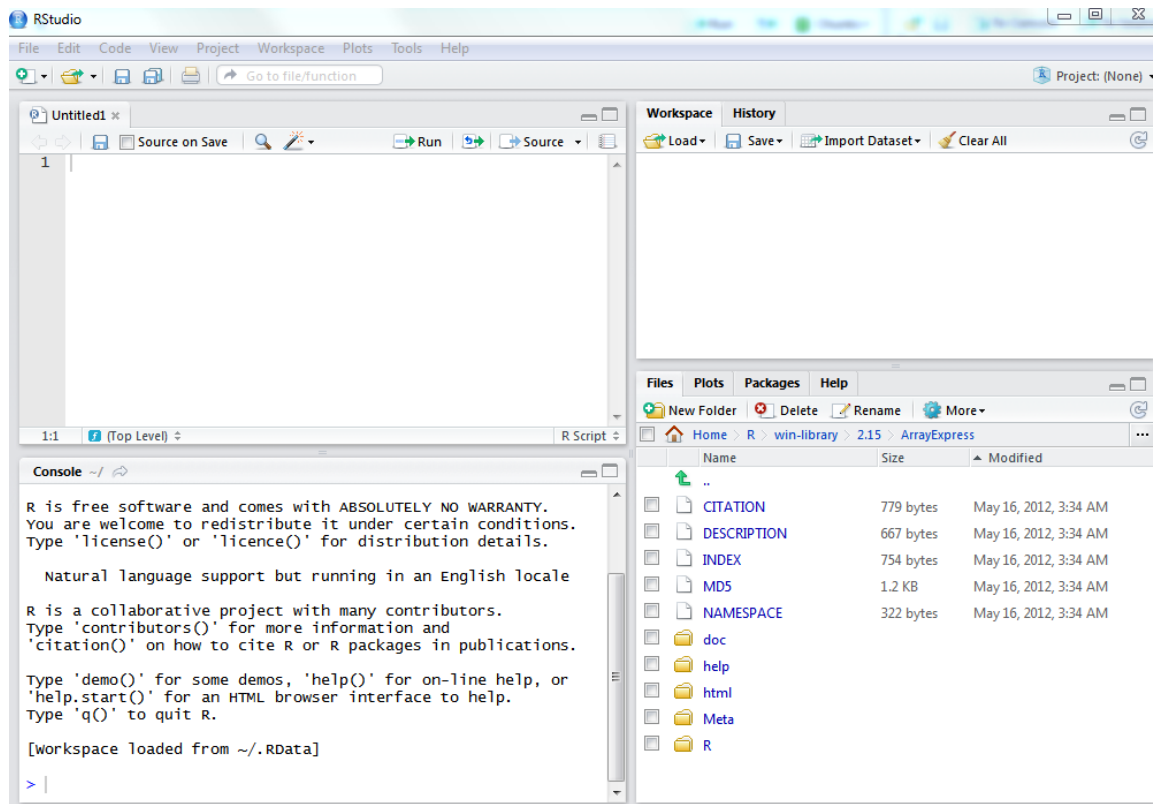 RStudio
File Edit Code View Project Workspace Plots Tools Help
Go to file/function
Project: (None)
Untitled1
Source on Save Run Source
1
1:1 (Top Level) R Script
Console ~/
R is free software and comes with ABSOLUTELY NO WARRANTY.
You are welcome to redistribute it under certain conditions.
Type 'license()' or 'licence()' for distribution details.
Natural language support but running in an English locale
R is a collaborative project with many contributors.
Type 'contributors()' for more information and
'citation()' on how to cite R or R packages in publications.
Type 'demo()' for some demos, 'help()' for on-line help, or
'help.start()' for an HTML browser interface to help.
Type 'q()' to quit R.
[Workspace loaded from ~/.RData]
>
Workspace History
Load Save Import Dataset Clear All
Files Plots Packages Help
New Folder Delete Rename More
Home R win-library 2.15 ArrayExpress ...
Name Size Modified
..
CITATION 779 bytes May 16, 2012, 3:34 AM
DESCRIPTION 667 bytes May 16, 2012, 3:34 AM
INDEX 754 bytes May 16, 2012, 3:34 AM
MD5 1.2 KB May 16, 2012, 3:34 AM
NAMESPACE 322 bytes May 16, 2012, 3:34 AM
doc
help
html
Meta
R